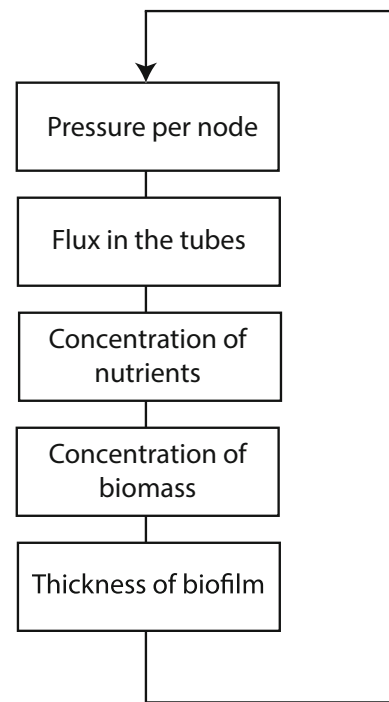 Pressure per node
Flux in the tubes
Concentration of
nutrients
Concentration of
biomass
Thickness of biofilm